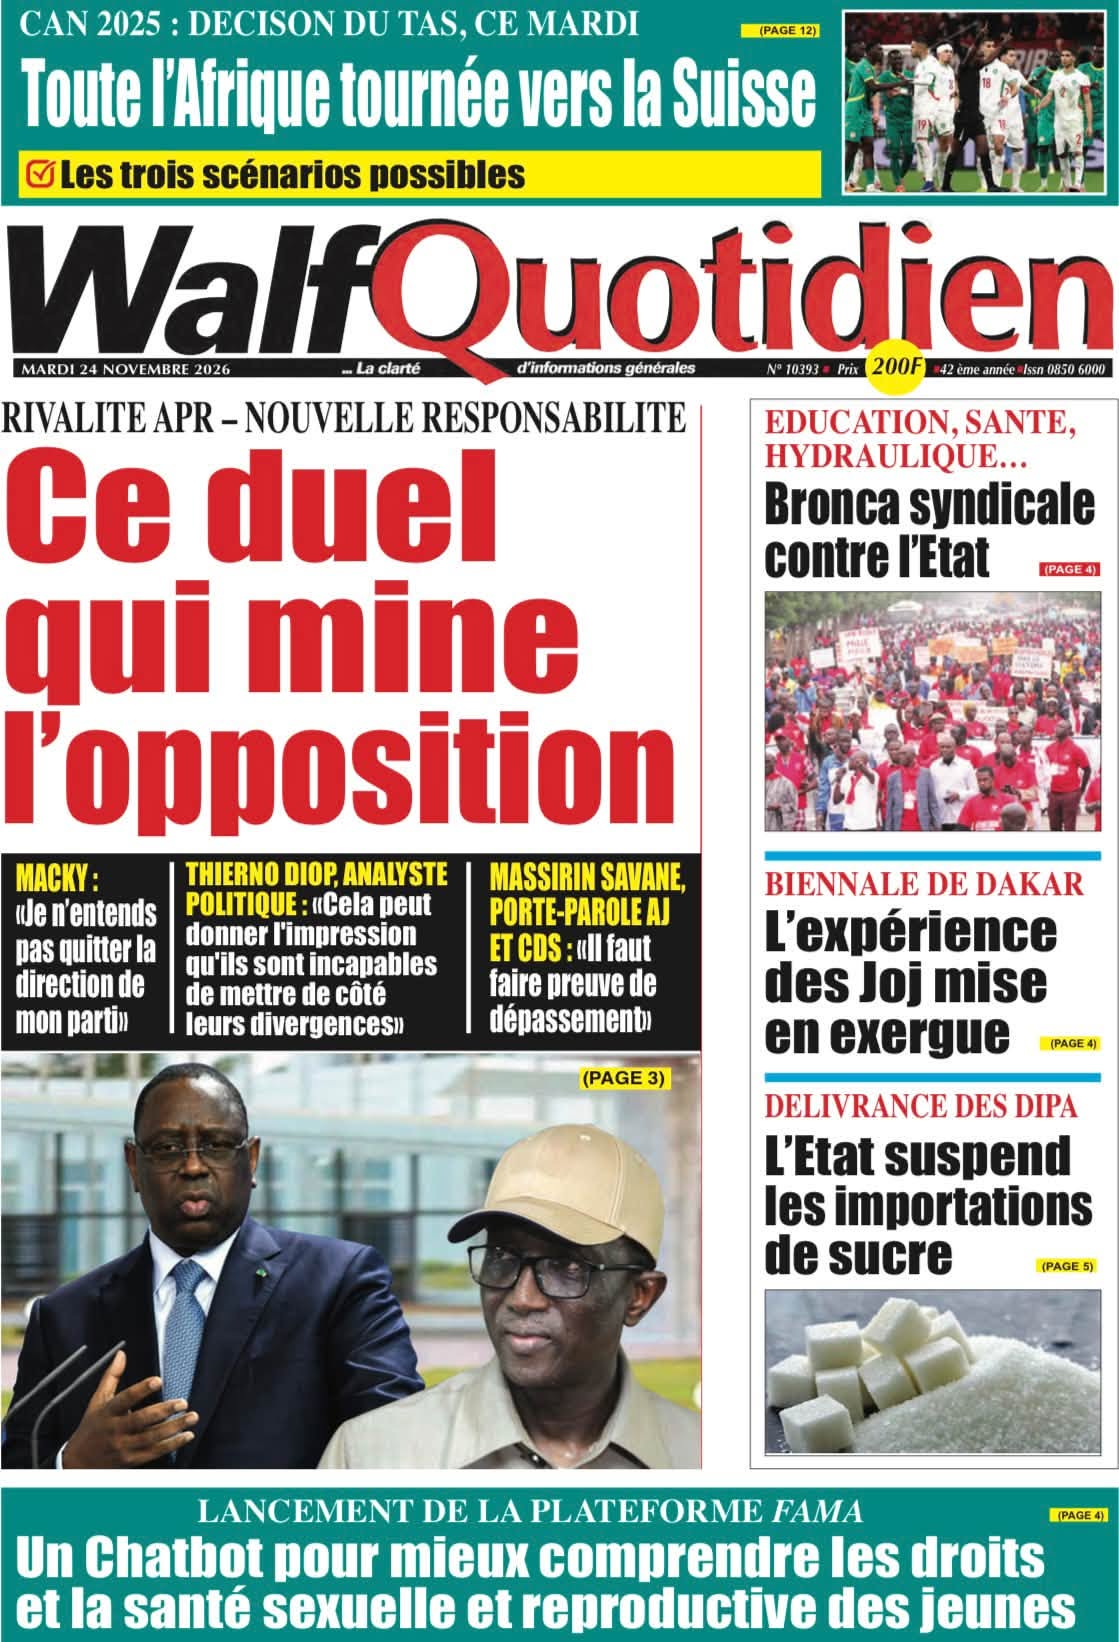 CAN 2025 : DECISON DU TAS, CE MARDI
(PAGE 12)
Toute l'Afrique tournée vers la Suisse
Les trois scénarios possibles
WalfQuotidien
MARDI 24 NOVEMBRE 2026
... La clarté
d'informations générales
N° 10393 ▪ Prix 200F ▪42 ème année▪Issn 0850 6000
RIVALITE APR – NOUVELLE RESPONSABILITE
Ce duel
qui mine
l'opposition
MACKY :
«Je n'entends
pas quitter la
direction de
mon parti»
THIERNO DIOP, ANALYSTE
POLITIQUE : «Cela peut
donner l'impression
qu'ils sont incapables
de mettre de côté
leurs divergences»
MASSIRIN SAVANE,
PORTE-PAROLE AJ
ET CDS : «Il faut
faire preuve de
dépassement»
(PAGE 3)
EDUCATION, SANTE,
HYDRAULIQUE...
Bronca syndicale
contre l'Etat
(PAGE 4)
BIENNALE DE DAKAR
L'expérience
des Joj mise
en exergue
(PAGE 4)
DELIVRANCE DES DIPA
L'Etat suspend
les importations
de sucre
(PAGE 5)
LANCEMENT DE LA PLATEFORME FAMA
(PAGE 4)
Un Chatbot pour mieux comprendre les droits
et la santé sexuelle et reproductive des jeunes